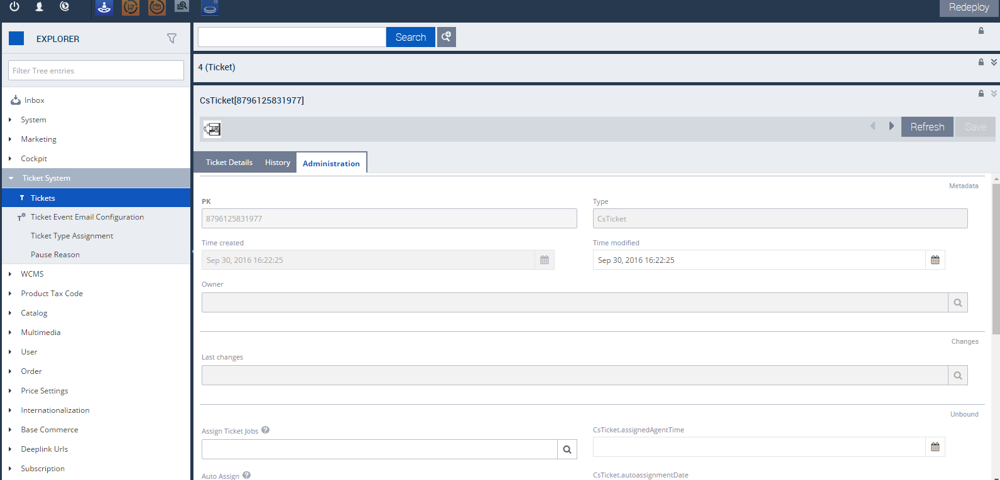 Redeploy
EXPLORER
Search
Filter Tree entries
4 (Ticket)
Inbox
System
Marketing
Cockpit
Ticket System
Tickets
Ticket Event Email Configuration
Ticket Type Assignment
Pause Reason
WCMS
Product Tax Code
Catalog
Multimedia
User
Order
Price Settings
Internationalization
Base Commerce
Deeplink Urls
Subscription
CsTicket[8796125831977]
Refresh Save
Ticket Details History Administration
Metadata
PK Type
8796125831977 CsTicket
Time created Time modified
Sep 30, 2016 16:22:25 Sep 30, 2016 16:22:25
Owner
Changes
Last changes
Unbound
Assign Ticket Jobs ? CsTicket.assignedAgentTime
Auto Assign ? CsTicket.autoassignmentDate